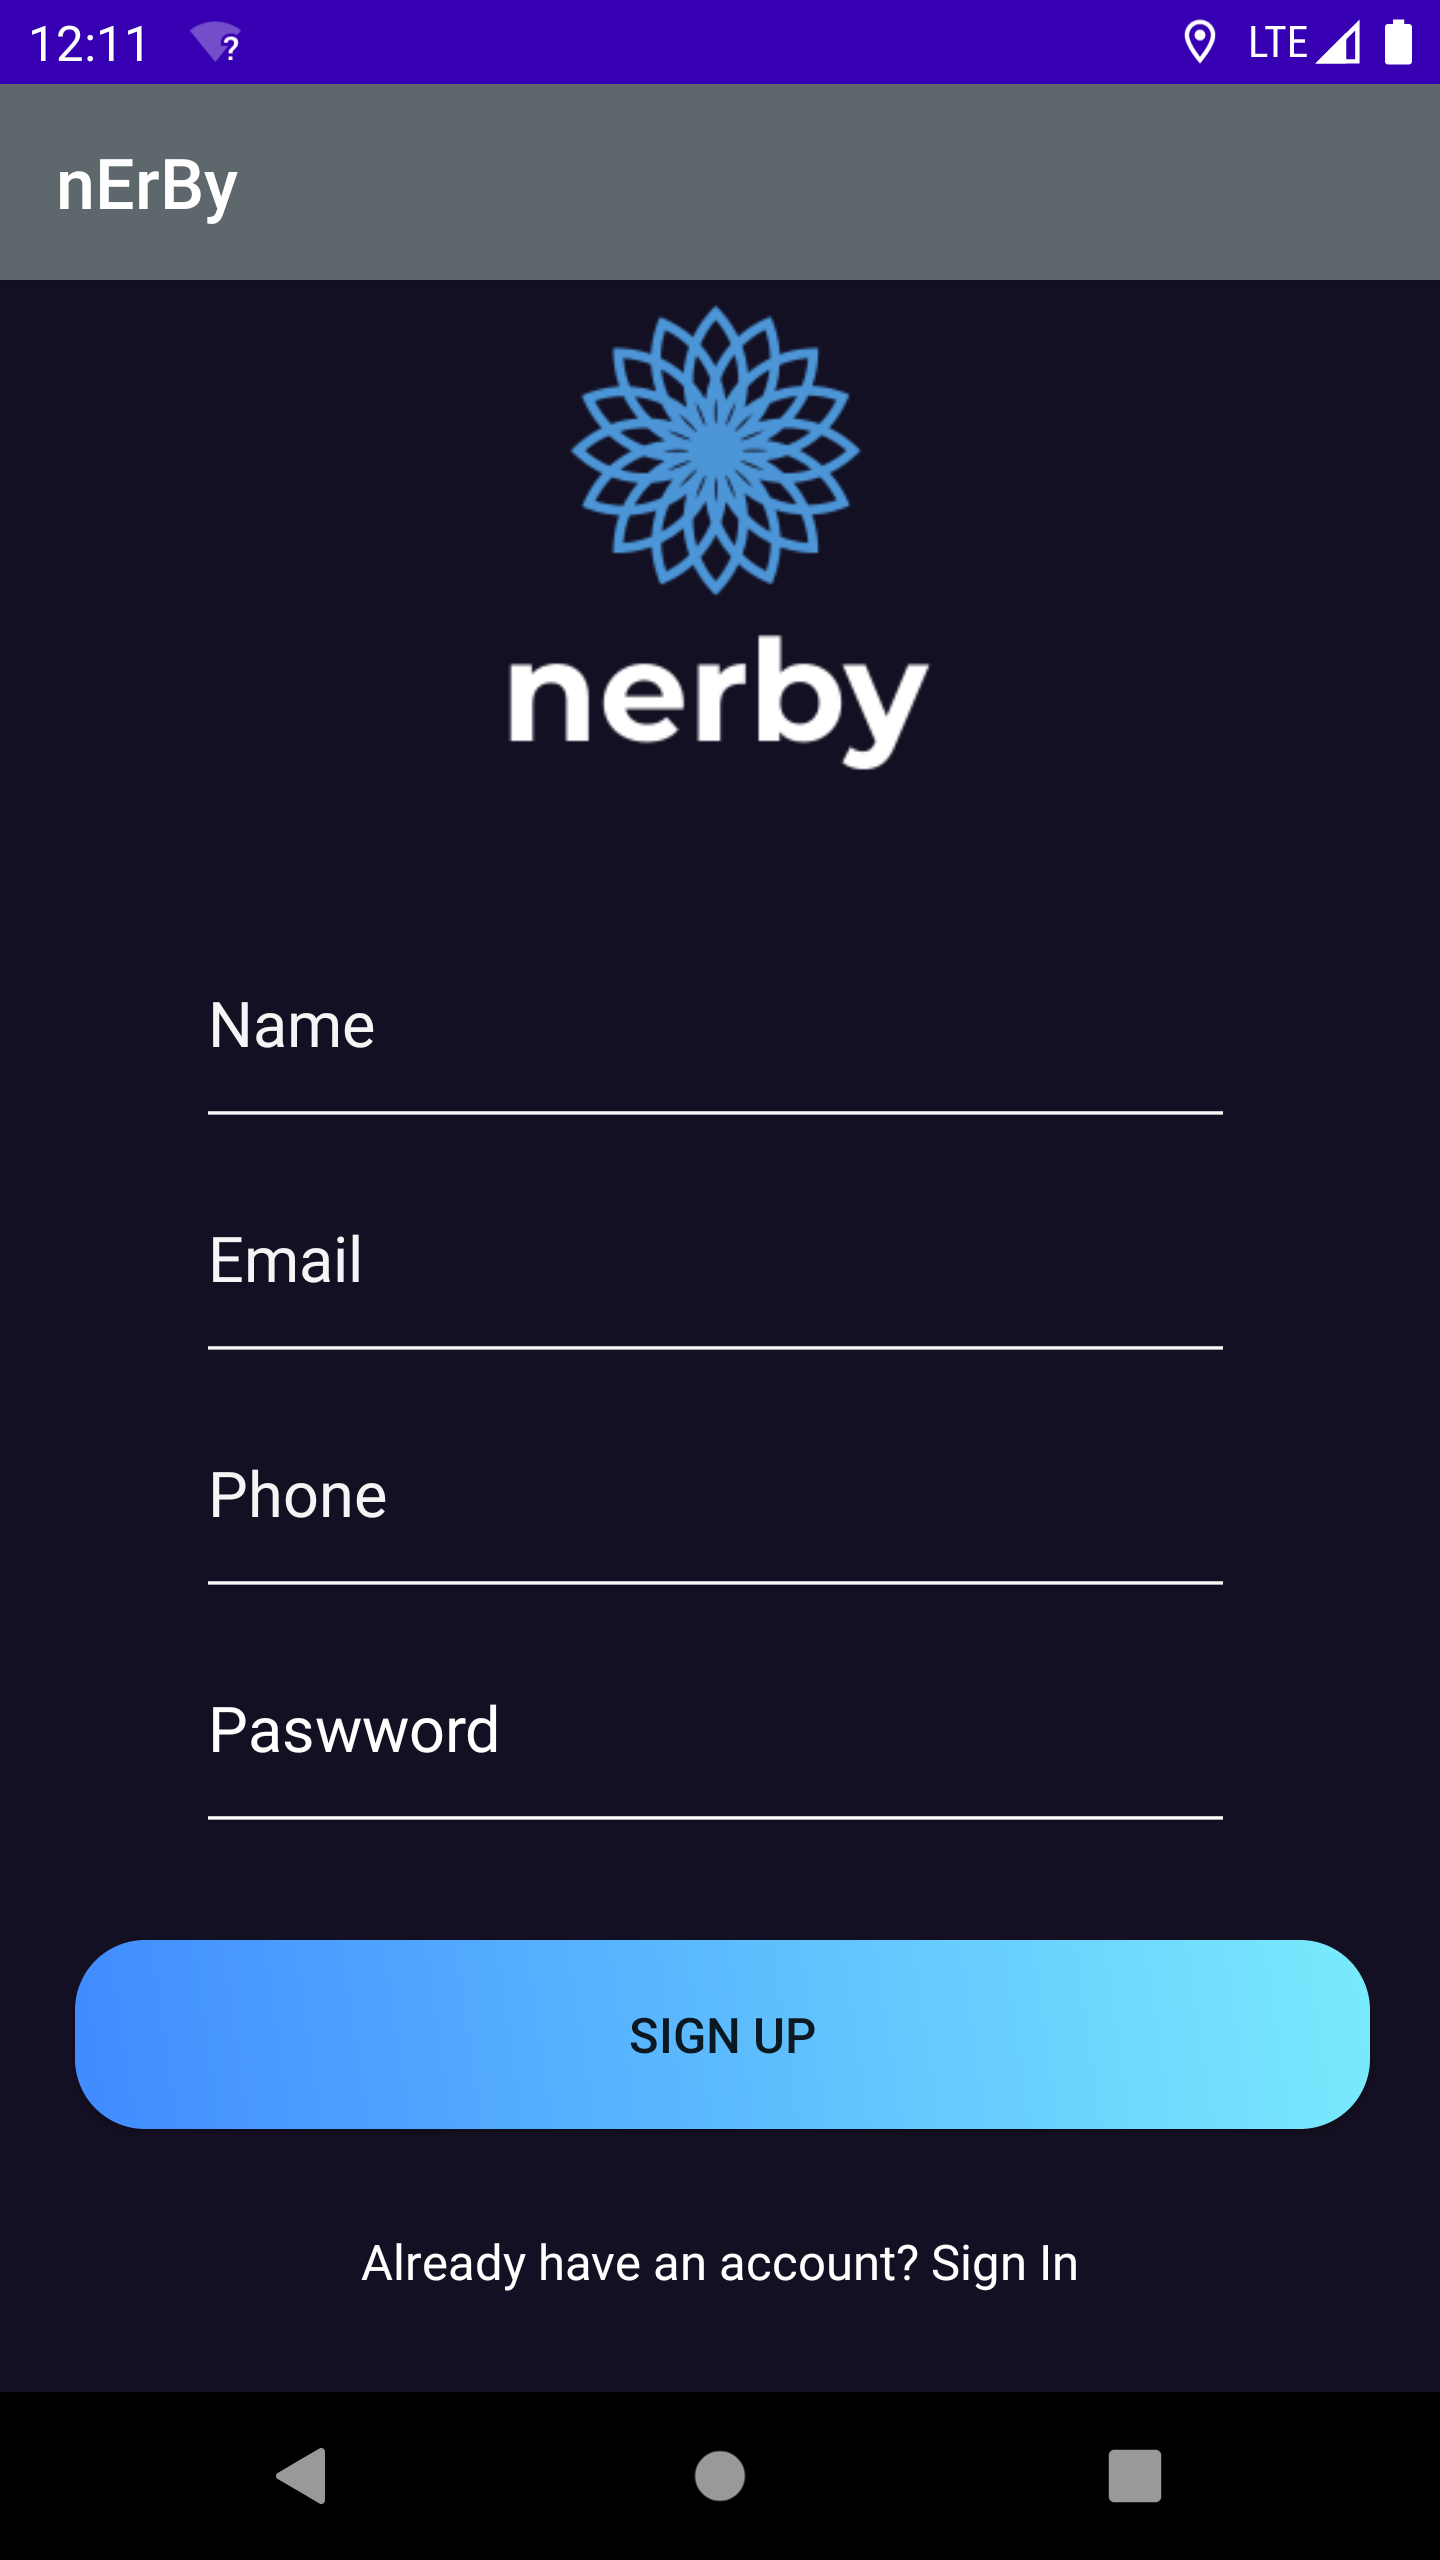 12:11 ? LTE
nErBy
nerby
Name
Email
Phone
Paswword
SIGN UP
Already have an account? Sign In